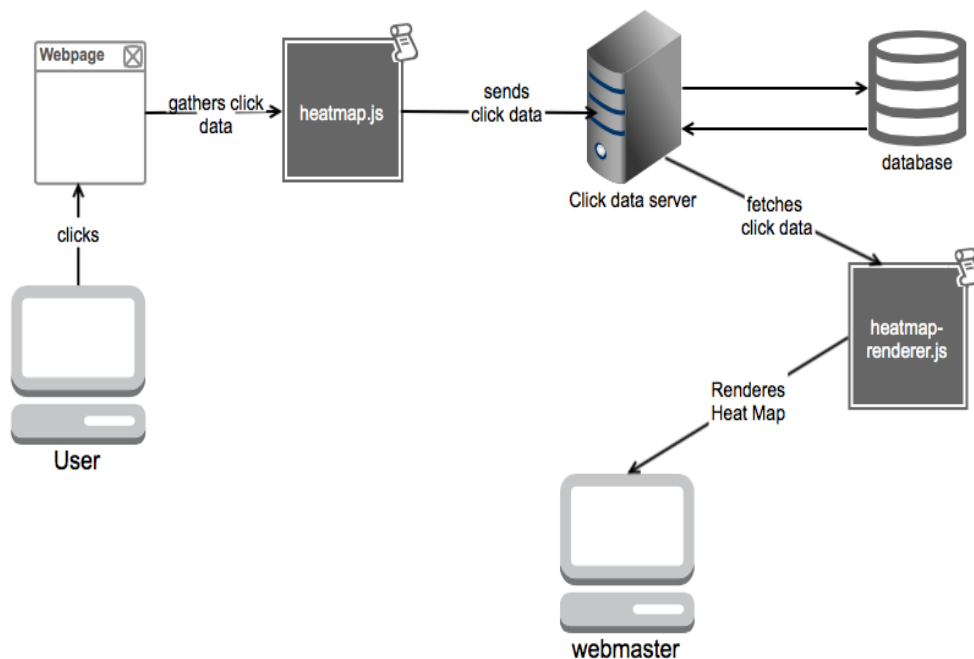 Webpage
gathers click
data
heatmap.js
sends
click data
Click data server
database
clicks
User
fetches
click data
heatmap-
renderer.js
Renderes
Heat Map
webmaster